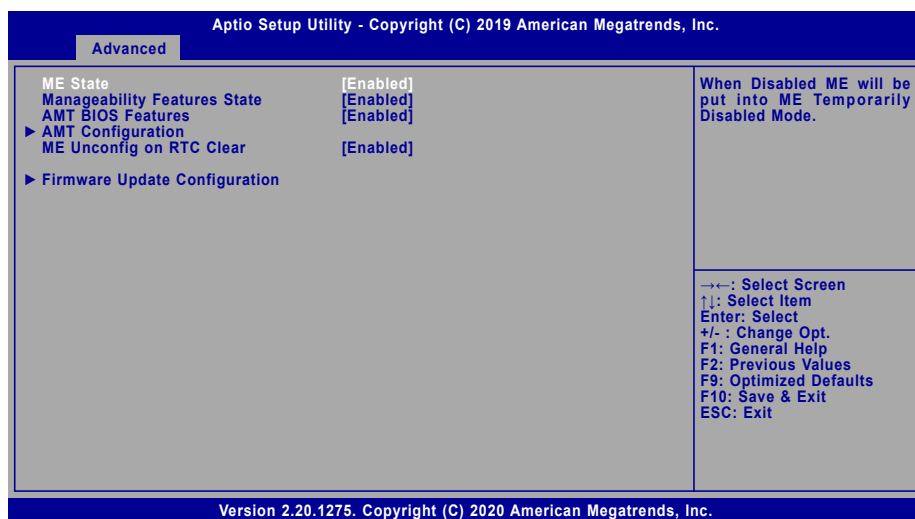 Aptio Setup Utility - Copyright (C) 2019 American Megatrends, Inc.
Advanced
ME State [Enabled]
Manageability Features State [Enabled]
AMT BIOS Features [Enabled]
► AMT Configuration
ME Unconfig on RTC Clear [Enabled]
► Firmware Update Configuration
When Disabled ME will be
put into ME Temporarily
Disabled Mode.
→←: Select Screen
↑↓: Select Item
Enter: Select
+/- : Change Opt.
F1: General Help
F2: Previous Values
F9: Optimized Defaults
F10: Save & Exit
ESC: Exit
Version 2.20.1275. Copyright (C) 2020 American Megatrends, Inc.